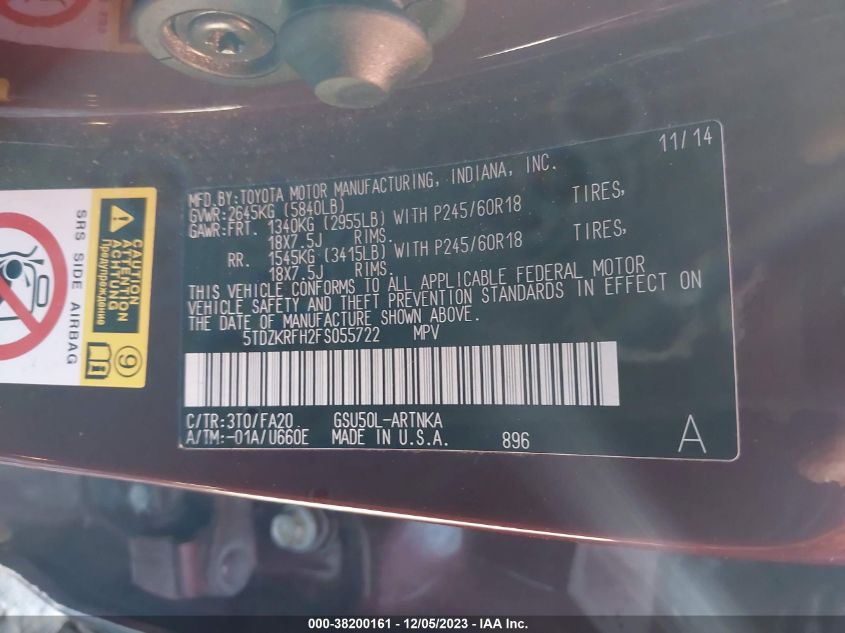 11/14
MFD.BY:TOYOTA MOTOR MANUFACTURING, INDIANA, INC.
GVWR:2645KG (5840LB)
GAWR:FRT. 1340KG (2955LB) WITH P245/60R18 TIRES,
18X7.5J RIMS.
RR. 1545KG (3415LB) WITH P245/60R18 TIRES,
18X7.5J RIMS.
THIS VEHICLE CONFORMS TO ALL APPLICABLE FEDERAL MOTOR
VEHICLE SAFETY AND THEFT PREVENTION STANDARDS IN EFFECT ON
THE DATE OF MANUFACTURE SHOWN ABOVE.
5TDZKRFH2FS055722 MPV
C/TR:3T0/FA20 GSU50L-ARTNKA
A/TM:-01A/U660E MADE IN U.S.A. 896 A
SRS SIDE AIRBAG
CAUTION
ATTENTION
ACHTUNG
Предупреждение
9
000-38200161 - 12/05/2023 - IAA Inc.